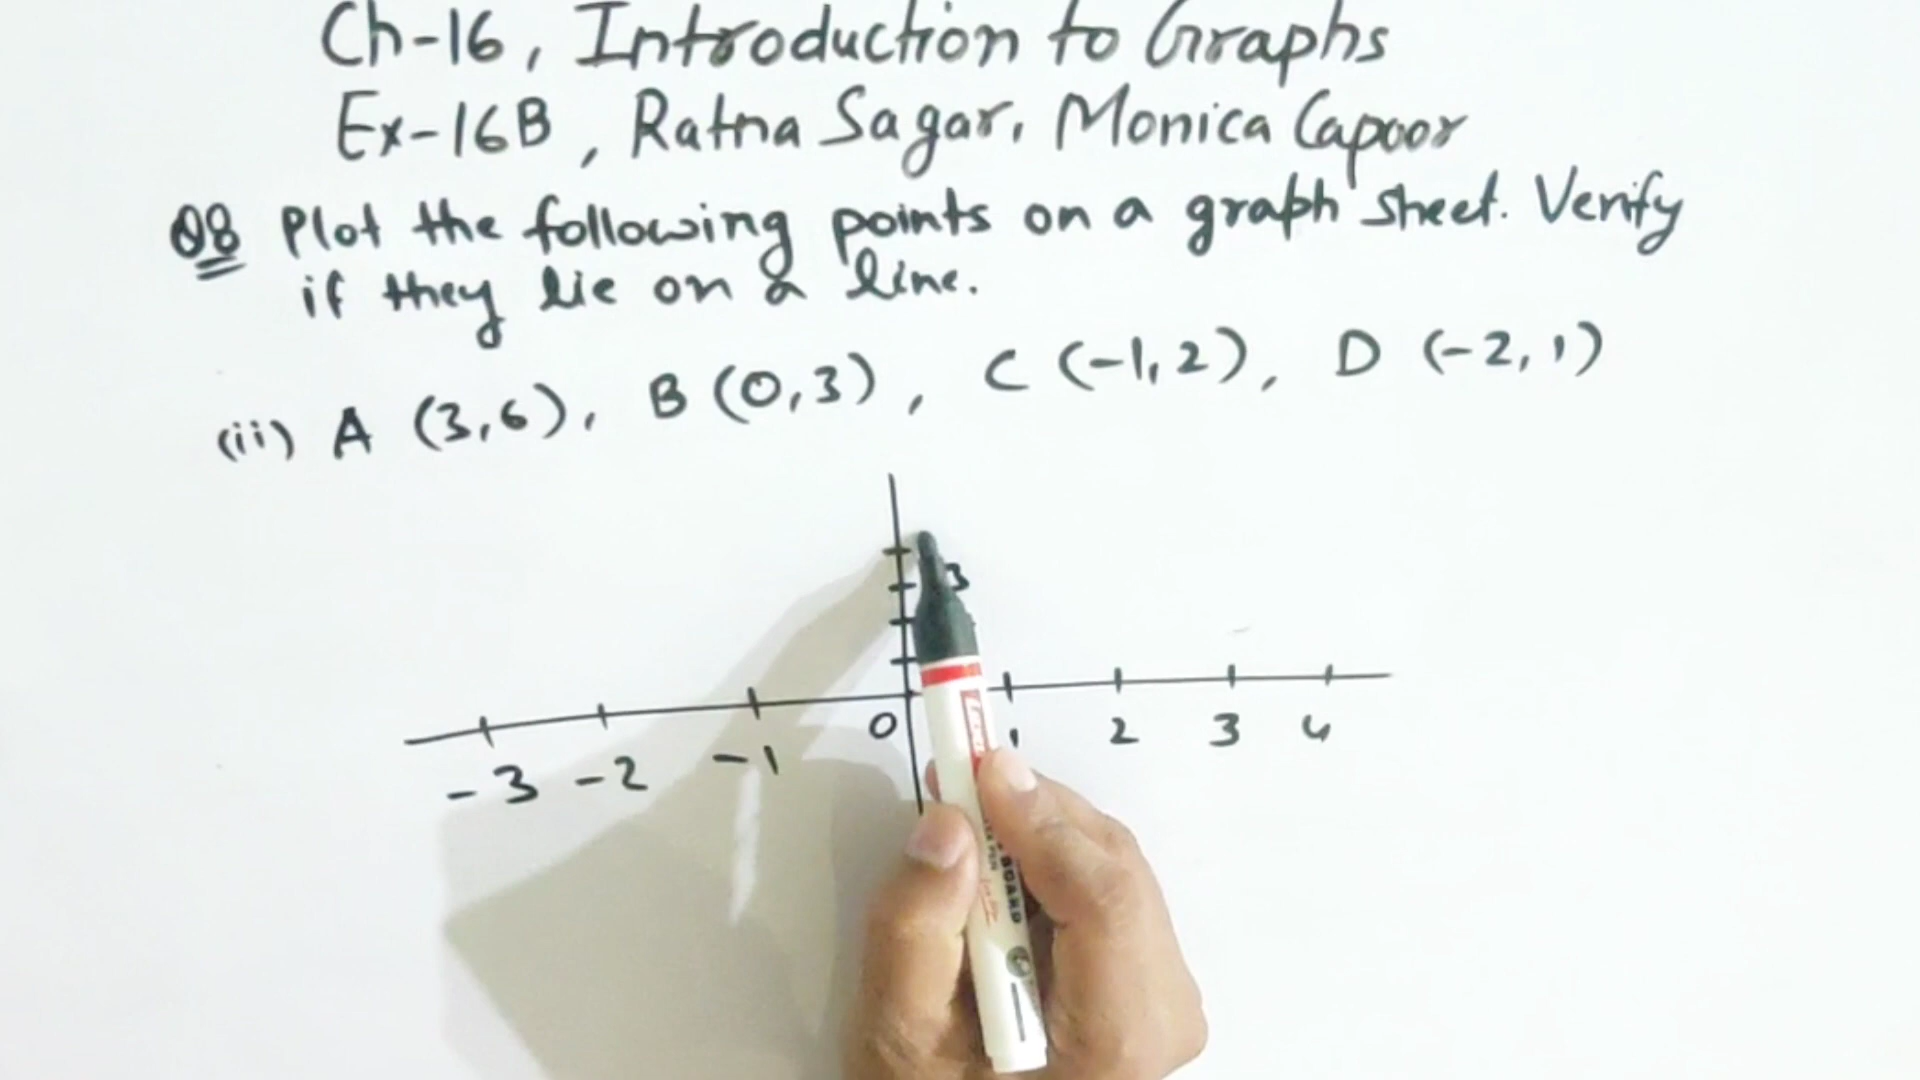 Ch-16, Introduction to Graphs
Ex-16B, Ratna Sagar, Monica Capoor
Q8 Plot the following points on a graph sheet. Verify
if they lie on a line.
(ii) A (3,6), B (0,3), C (-1,2), D (-2,1)
3
-3 -2 -1 0 1 2 3 4